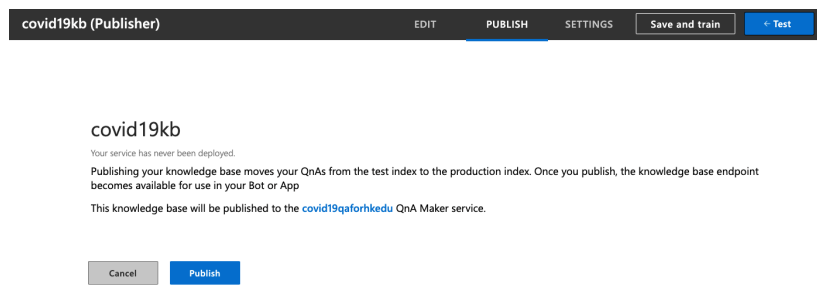 covid19kb (Publisher)
EDIT
PUBLISH
SETTINGS
Save and train
← Test
covid19kb
Your service has never been deployed.
Publishing your knowledge base moves your QnAs from the test index to the production index. Once you publish, the knowledge base endpoint
becomes available for use in your Bot or App
This knowledge base will be published to the covid19qaforhkedu QnA Maker service.
Cancel
Publish